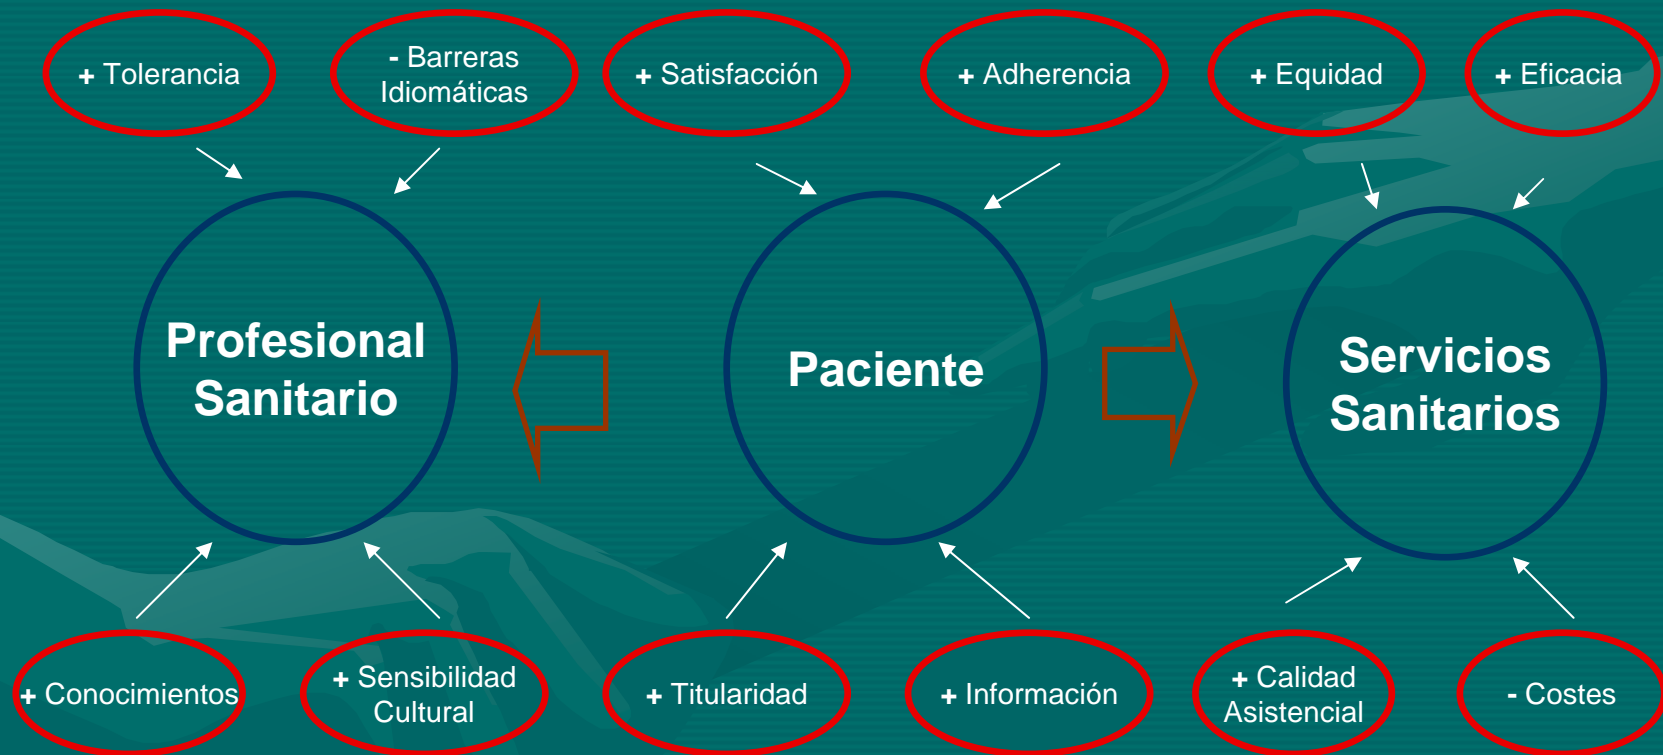 + Tolerancia
- Barreras
Idiomáticas
+ Satisfacción
+ Adherencia
+ Equidad
+ Eficacia
Profesional
Sanitario
Paciente
Servicios
Sanitarios
+ Conocimientos
+ Sensibilidad
Cultural
+ Titularidad
+ Información
+ Calidad
Asistencial
- Costes